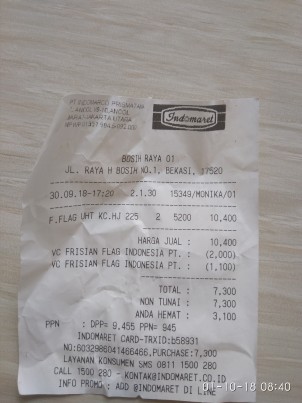 PT INDOMARCO PRISMATAMA
JAKARTA UTARA
Indomaret
BOSIH RAYA 01
JL. RAYA H BOSIH NO.1, BEKASI, 17520
30.09.18-17:20 2.1.30 15349/MONIKA/01
F.FLAG UHT KC.HJ 225 2 5200 10,400
HARGA JUAL : 10,400
VC FRISIAN FLAG INDONESIA PT. : (2,000)
VC FRISIAN FLAG INDONESIA PT. : (1,100)
TOTAL : 7,300
NON TUNAI : 7,300
ANDA HEMAT : 3,100
PPN : DPP= 9,455 PPN= 945
INDOMARET CARD-TRXID:b58931
NO:6032986041466466,PURCHASE:7,300
LAYANAN KONSUMEN SMS 0811 1500 280
CALL 1500 280 - KONTAK@INDOMARET.CO.ID
INFO PROMO : ADD @INDOMARET DI LINE
01-10-18 08:40